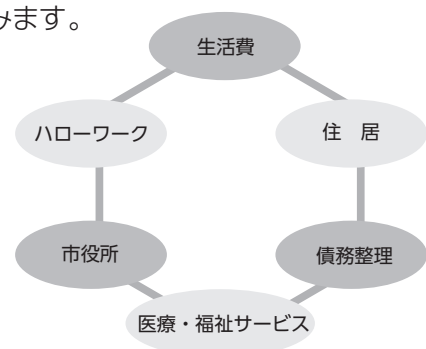 みます。
生活費
ハローワーク
住　居
市役所
債務整理
医療・福祉サービス